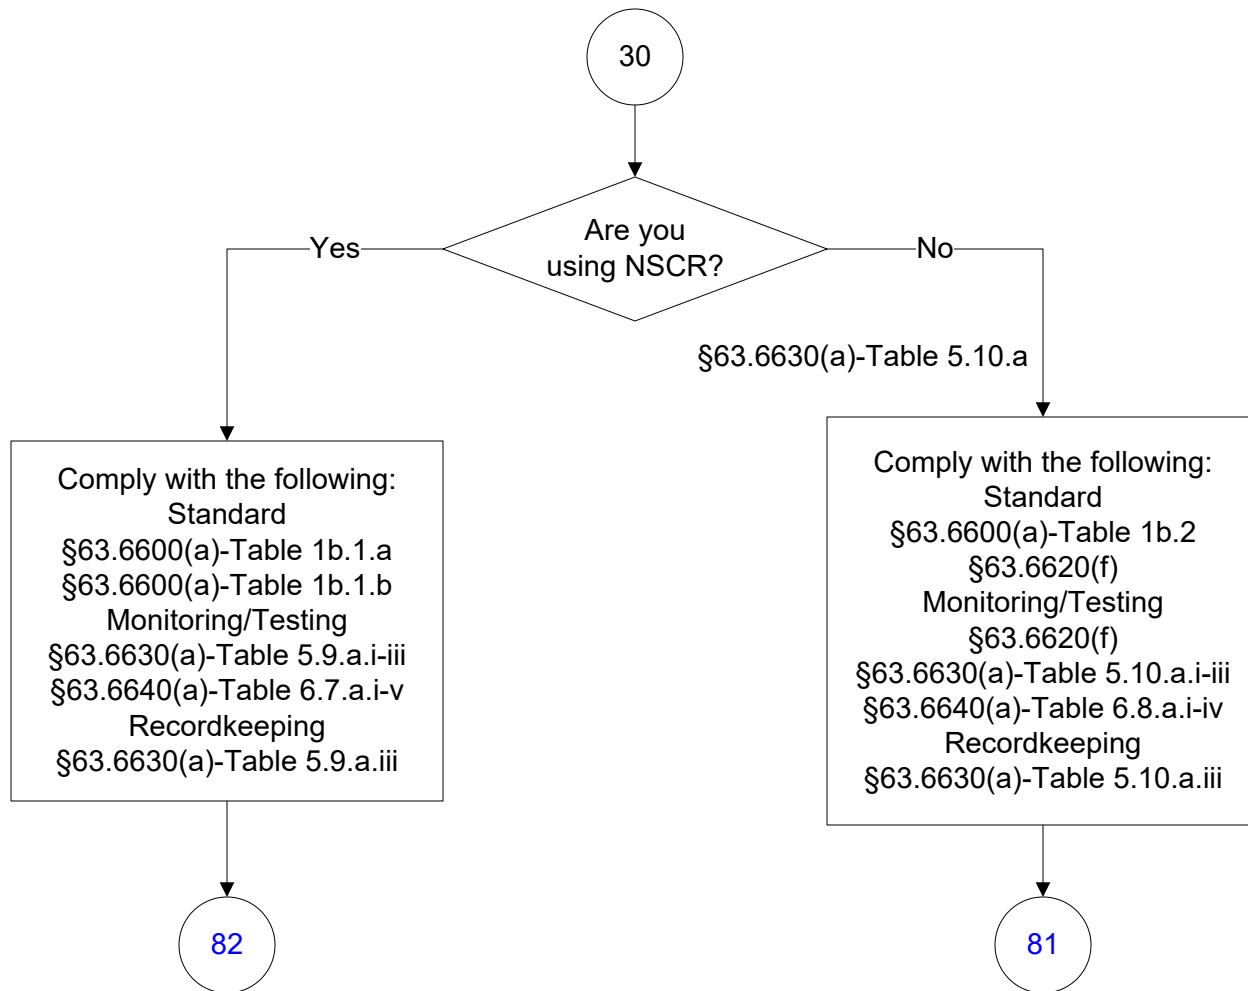 30
Are you
using NSCR?
Yes
No
§63.6630(a)-Table 5.10.a
Comply with the following:
Standard
§63.6600(a)-Table 1b.1.a
§63.6600(a)-Table 1b.1.b
Monitoring/Testing
§63.6630(a)-Table 5.9.a.i-iii
§63.6640(a)-Table 6.7.a.i-v
Recordkeeping
§63.6630(a)-Table 5.9.a.iii
Comply with the following:
Standard
§63.6600(a)-Table 1b.2
§63.6620(f)
Monitoring/Testing
§63.6620(f)
§63.6630(a)-Table 5.10.a.i-iii
§63.6640(a)-Table 6.8.a.i-iv
Recordkeeping
§63.6630(a)-Table 5.10.a.iii
82
81